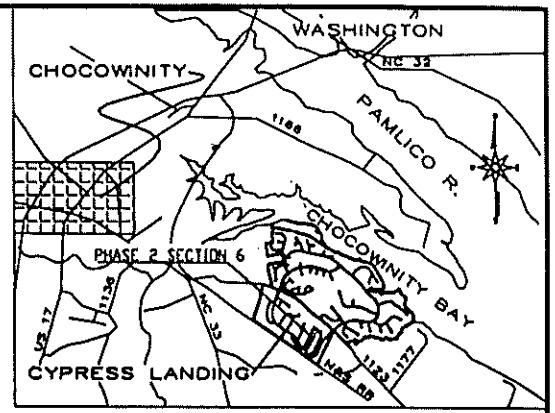 WASHINGTON
NC 32
CHOCOWINITY
PAMLICO R.
1166
CHOCOWINITY BAY
PHASE 2 SECTION 6
US 17
1136
NC 33
N&S RR
1123
1177
CYPRESS LANDING